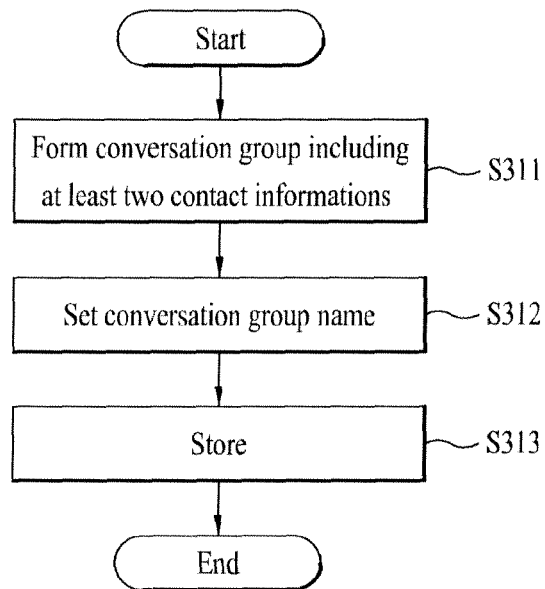 Start
Form conversation group including
at least two contact informations
S311
Set conversation group name
S312
Store
S313
End